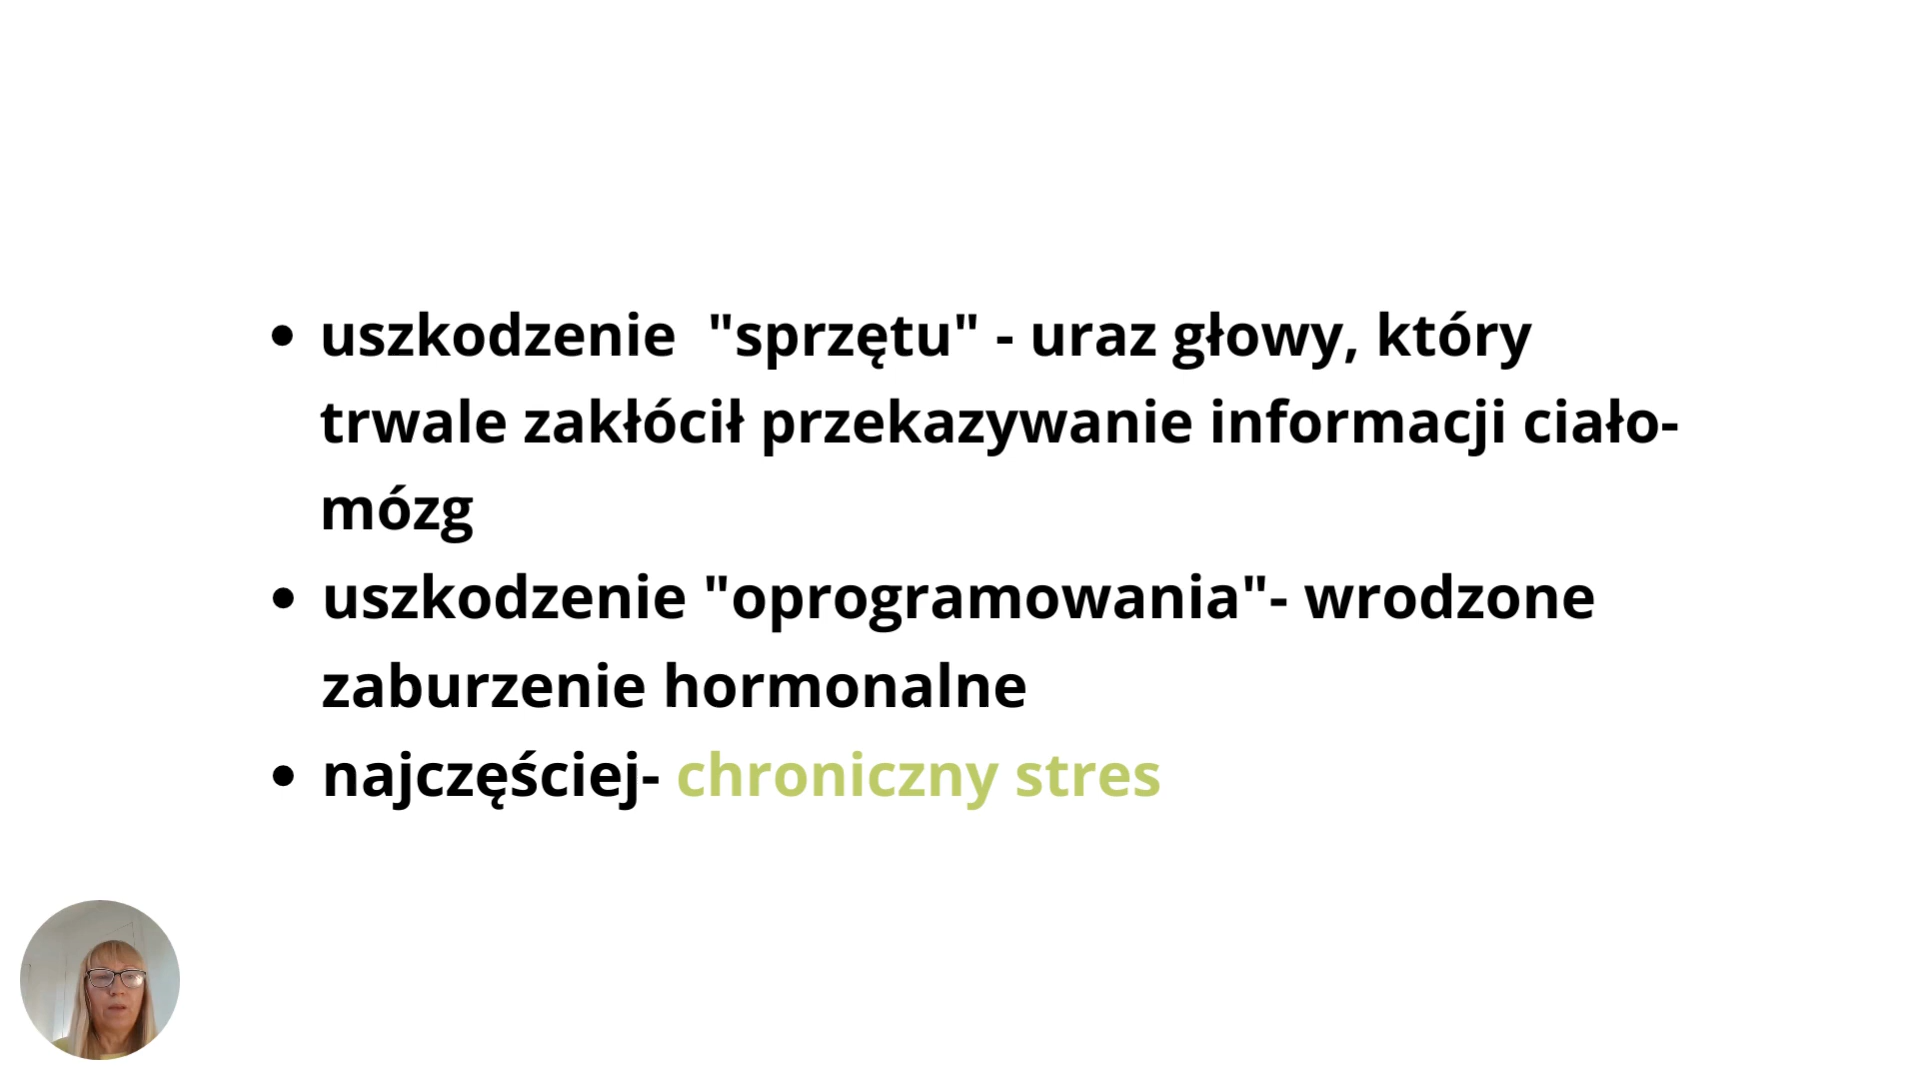 • uszkodzenie  "sprzętu" - uraz głowy, który
trwale zakłócił przekazywanie informacji ciało-
mózg
• uszkodzenie "oprogramowania"- wrodzone
zaburzenie hormonalne
• najczęściej- chroniczny stres